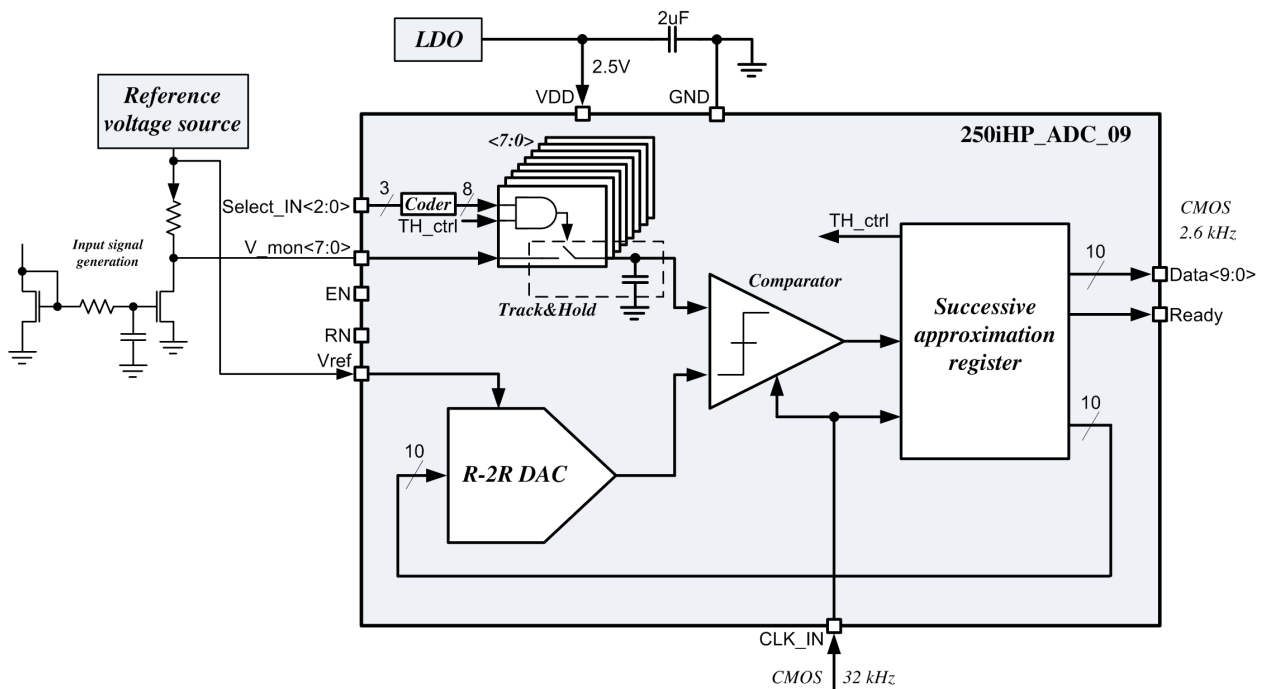 2uF
LDO
2.5V
VDD
GND
Reference
voltage source
250iHP_ADC_09
<7:0>
Select_IN<2:0>
3
Coder
8
TH_ctrl
TH_ctrl
CMOS
2.6 kHz
Input signal
generation
V_mon<7:0>
10
Data<9:0>
Comparator
EN
Track&Hold
Successive
approximation
register
Ready
RN
Vref
10
10
R-2R DAC
CLK_IN
CMOS
32 kHz